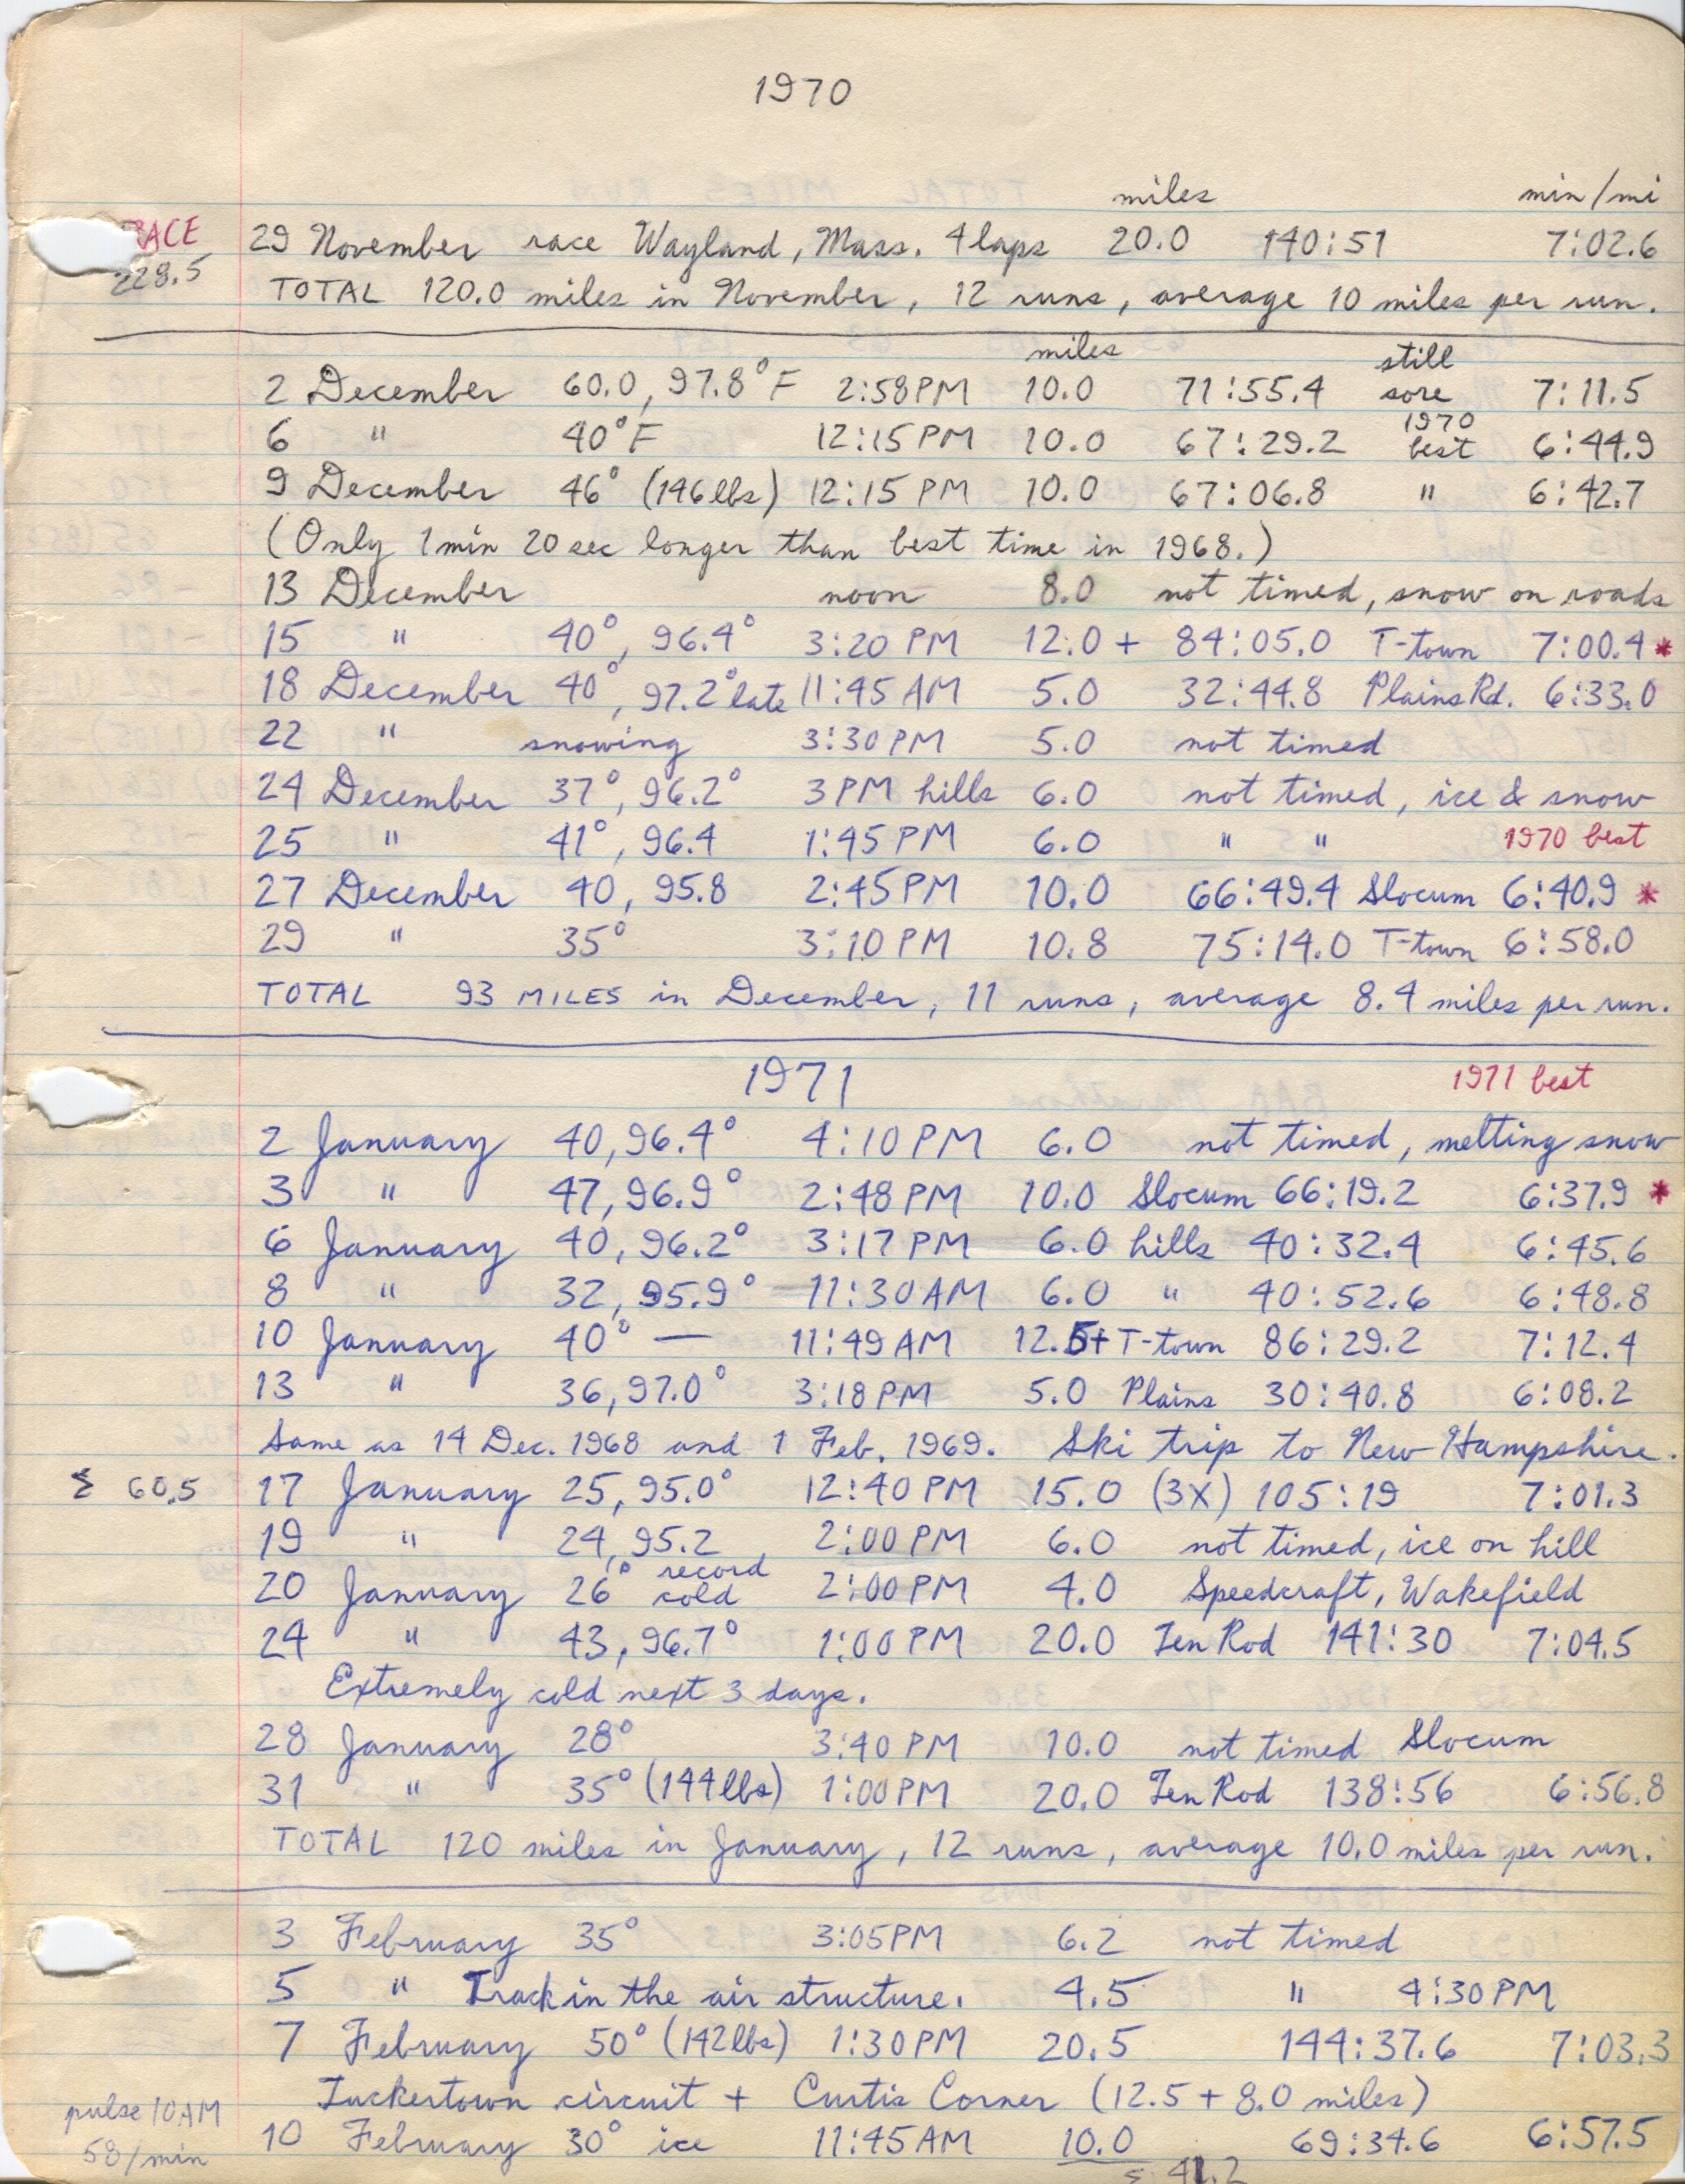 1970
miles min/mi
RACE 29 November race Wayland, Mass. 4 laps 20.0 140:51 7:02.6
228.5 TOTAL 120.0 miles in November, 12 runs, average 10 miles per run.
miles still
2 December 60.0, 97.8°F 2:58PM 10.0 71:55.4 sore 7:11.5
6 " 40°F 12:15PM 10.0 67:29.2 1970 best 6:44.9
9 December 46° (146 lbs) 12:15 PM 10.0 67:06.8 " 6:42.7
(Only 1 min 20 sec longer than best time in 1968.)
13 December noon 8.0 not timed, snow on roads
15 " 40°, 96.4° 3:20 PM 12.0 + 84:05.0 T-town 7:00.4 *
18 December 40°, 97.2° late 11:45 AM 5.0 32:44.8 Plains Rd. 6:33.0
22 " snowing 3:30 PM 5.0 not timed
24 December 37°, 96.2° 3 PM hills 6.0 not timed, ice & snow
25 " 41°, 96.4 1:45 PM 6.0 " " 1970 best
27 December 40, 95.8 2:45PM 10.0 66:49.4 Slocum 6:40.9 *
29 " 35° 3:10 PM 10.8 75:14.0 T-town 6:58.0
TOTAL 93 MILES in December, 11 runs, average 8.4 miles per run.
1971 1971 best
2 January 40, 96.4° 4:10 PM 6.0 not timed, melting snow
3 " 47, 96.9° 2:48 PM 10.0 Slocum 66:19.2 6:37.9 *
6 January 40, 96.2° 3:17 PM 6.0 hills 40:32.4 6:45.6
8 " 32, 95.9° 11:30 AM 6.0 " 40:52.6 6:48.8
10 January 40° — 11:49 AM 12.5+ T-town 86:29.2 7:12.4
13 " 36, 97.0° 3:18 PM 5.0 Plains 30:40.8 6:08.2
Same as 14 Dec. 1968 and 1 Feb. 1969. Ski trip to New Hampshire.
Σ 60.5 17 January 25, 95.0° 12:40 PM 15.0 (3X) 105:19 7:01.3
19 " 24, 95.2 2:00 PM 6.0 not timed, ice on hill
20 January 26° record cold 2:00 PM 4.0 Speedcraft, Wakefield
24 " 43, 96.7° 1:00 PM 20.0 Ten Rod 141:30 7:04.5
Extremely cold next 3 days.
28 January 28° 3:40 PM 10.0 not timed Slocum
31 " 35° (144 lbs) 1:00 PM 20.0 Ten Rod 138:56 6:56.8
TOTAL 120 miles in January, 12 runs, average 10.0 miles per run.
3 February 35° 3:05PM 6.2 not timed
5 " Track in the air structure. 4.5 " 4:30 PM
7 February 50° (142 lbs) 1:30 PM 20.5 144:37.6 7:03.3
Tuckertown circuit + Curtis Corner (12.5 + 8.0 miles)
pulse 10AM
58/min 10 February 30° ice 11:45 AM 10.0 69:34.6 6:57.5
Σ 41.2